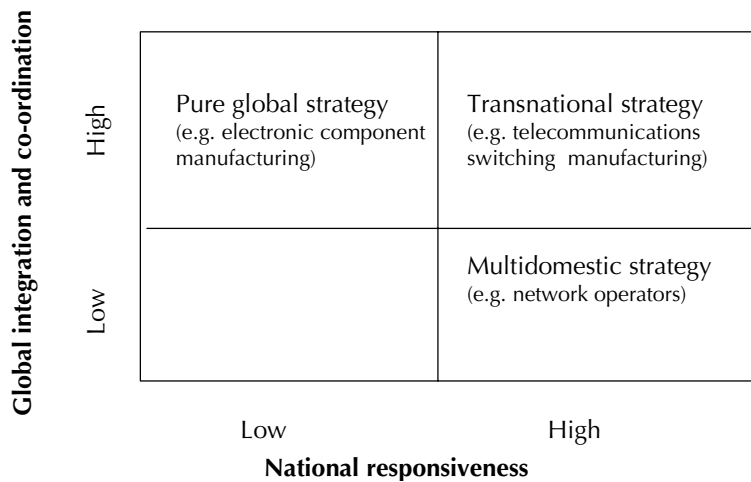 Global integration and co-ordination
High
Pure global strategy
(e.g. electronic component
manufacturing)
Transnational strategy
(e.g. telecommunications
switching manufacturing)
Low
Multidomestic strategy
(e.g. network operators)
Low
High
National responsiveness